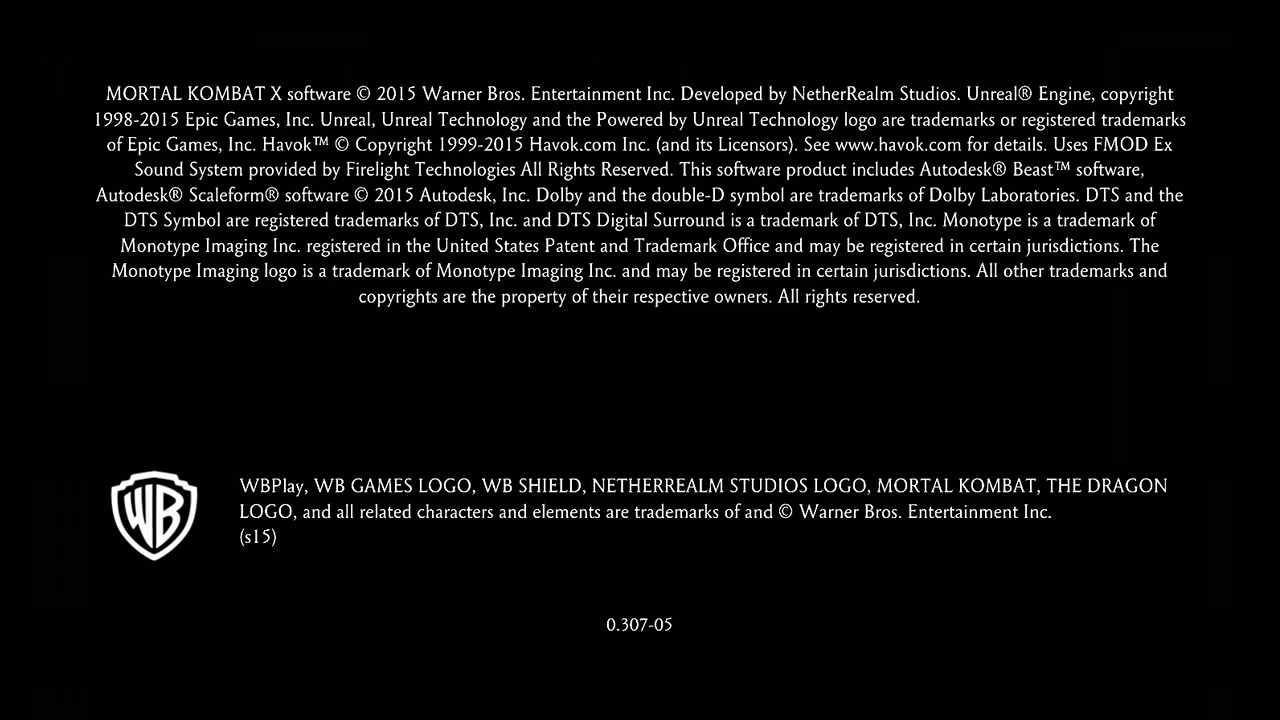 MORTAL KOMBAT X software © 2015 Warner Bros. Entertainment Inc. Developed by NetherRealm Studios. Unreal® Engine, copyright
1998-2015 Epic Games, Inc. Unreal, Unreal Technology and the Powered by Unreal Technology logo are trademarks or registered trademarks
of Epic Games, Inc. Havok™ © Copyright 1999-2015 Havok.com Inc. (and its Licensors). See www.havok.com for details. Uses FMOD Ex
Sound System provided by Firelight Technologies All Rights Reserved. This software product includes Autodesk® Beast™ software,
Autodesk® Scaleform® software © 2015 Autodesk, Inc. Dolby and the double-D symbol are trademarks of Dolby Laboratories. DTS and the
DTS Symbol are registered trademarks of DTS, Inc. and DTS Digital Surround is a trademark of DTS, Inc. Monotype is a trademark of
Monotype Imaging Inc. registered in the United States Patent and Trademark Office and may be registered in certain jurisdictions. The
Monotype Imaging logo is a trademark of Monotype Imaging Inc. and may be registered in certain jurisdictions. All other trademarks and
copyrights are the property of their respective owners. All rights reserved.
WB
WBPlay, WB GAMES LOGO, WB SHIELD, NETHERREALM STUDIOS LOGO, MORTAL KOMBAT, THE DRAGON
LOGO, and all related characters and elements are trademarks of and © Warner Bros. Entertainment Inc.
(s15)
0.307-05